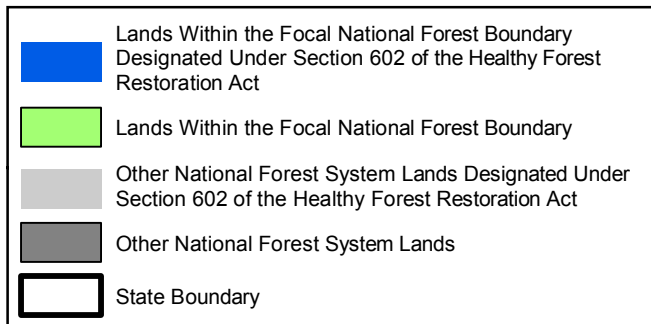 Lands Within the Focal National Forest Boundary
Designated Under Section 602 of the Healthy Forest
Restoration Act
Lands Within the Focal National Forest Boundary
Other National Forest System Lands Designated Under
Section 602 of the Healthy Forest Restoration Act
Other National Forest System Lands
State Boundary